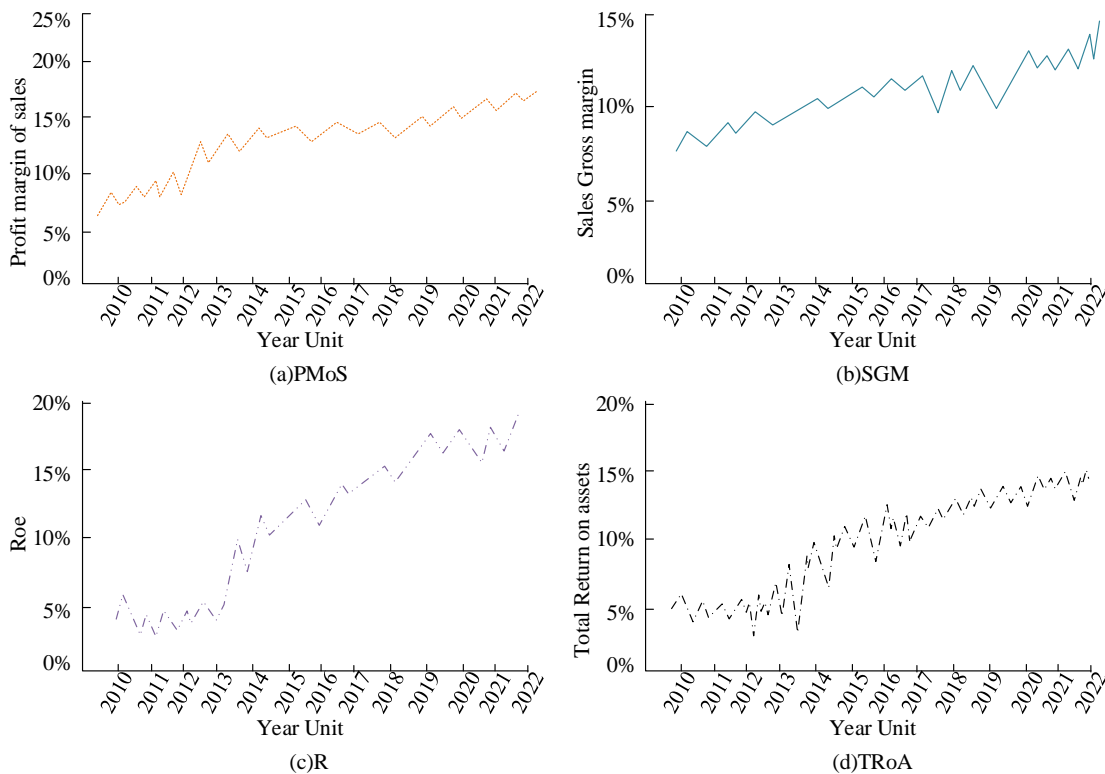 25%
20%
15%
10%
5%
0%
Profit margin of sales
2010 2011 2012 2013 2014 2015 2016 2017 2018 2019 2020 2021 2022
Year Unit
(a)PMoS
15%
10%
5%
0%
Sales Gross margin
2010 2011 2012 2013 2014 2015 2016 2017 2018 2019 2020 2021 2022
Year Unit
(b)SGM
20%
15%
10%
5%
0%
Roe
2010 2011 2012 2013 2014 2015 2016 2017 2018 2019 2020 2021 2022
Year Unit
(c)R
20%
15%
10%
5%
0%
Total Return on assets
2010 2011 2012 2013 2014 2015 2016 2017 2018 2019 2020 2021 2022
Year Unit
(d)TRoA